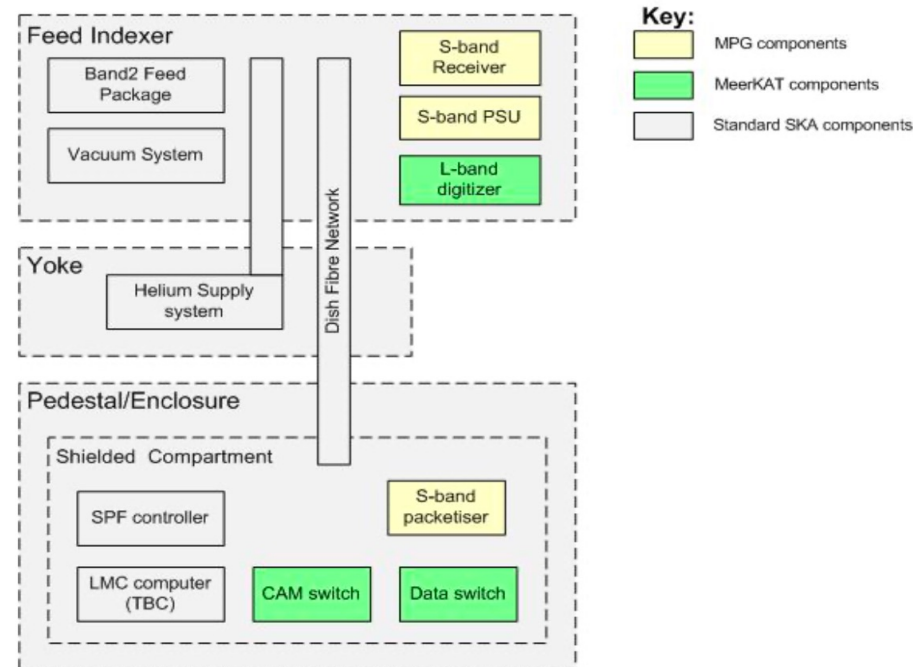 Feed Indexer
Band2 Feed
Package
Vacuum System
S-band
Receiver
S-band PSU
L-band
digitizer
Dish Fibre Network
Yoke
Helium Supply
system
Pedestal/Enclosure
Shielded Compartment
SPF controller
S-band
packetiser
LMC computer
(TBC)
CAM switch
Data switch
Key:
MPG components
MeerKAT components
Standard SKA components